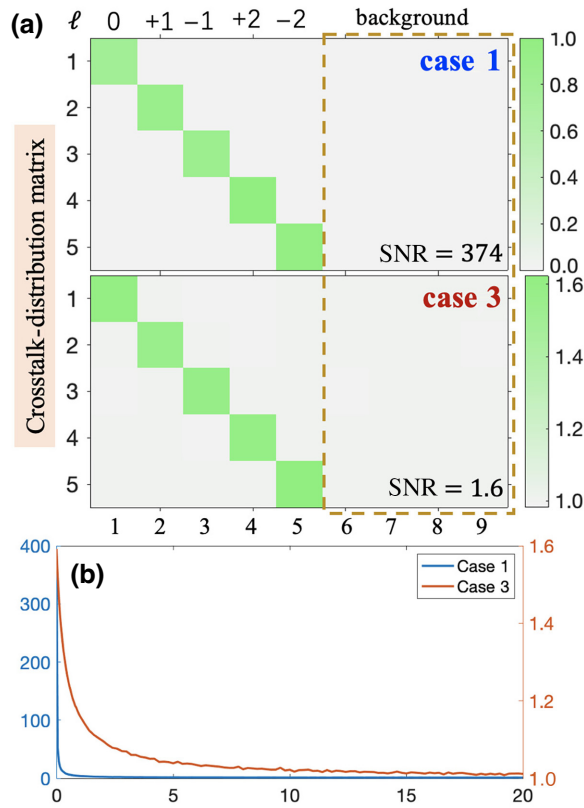 (a)
ℓ 0 +1 −1 +2 −2 background
Crosstalk-distribution matrix
1
2
3
4
5
case 1
SNR = 374
1.0
0.8
0.6
0.4
0.2
0.0
1
2
3
4
5
case 3
SNR = 1.6
1.6
1.4
1.2
1.0
1 2 3 4 5 6 7 8 9
(b)
Case 1
Case 3
400
300
200
100
0
1.6
1.4
1.2
1.0
0 5 10 15 20